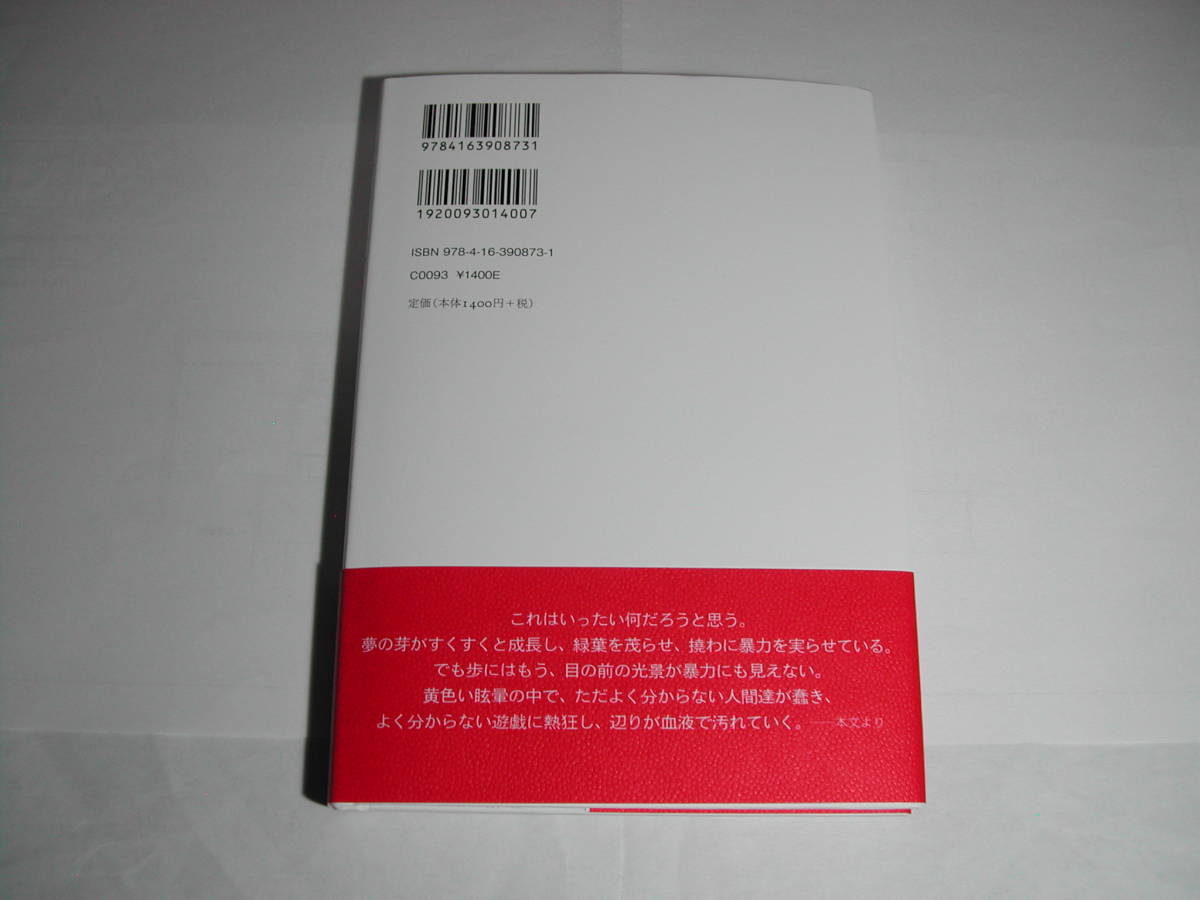 9784163908731
1920093014007
ISBN 978-4-16-390873-1
C0093 ¥1400E
定価（本体1400円＋税）
これはいったい何だろうと思う。
夢の芽がすくすくと成長し、緑葉を茂らせ、撓わに暴力を実らせている。
でも歩にはもう、目の前の光景が暴力にも見えない。
黄色い眩暈の中で、ただよく分からない人間達が蠢き、
よく分からない遊戯に熱狂し、辺りが血液で汚れていく。――本文より